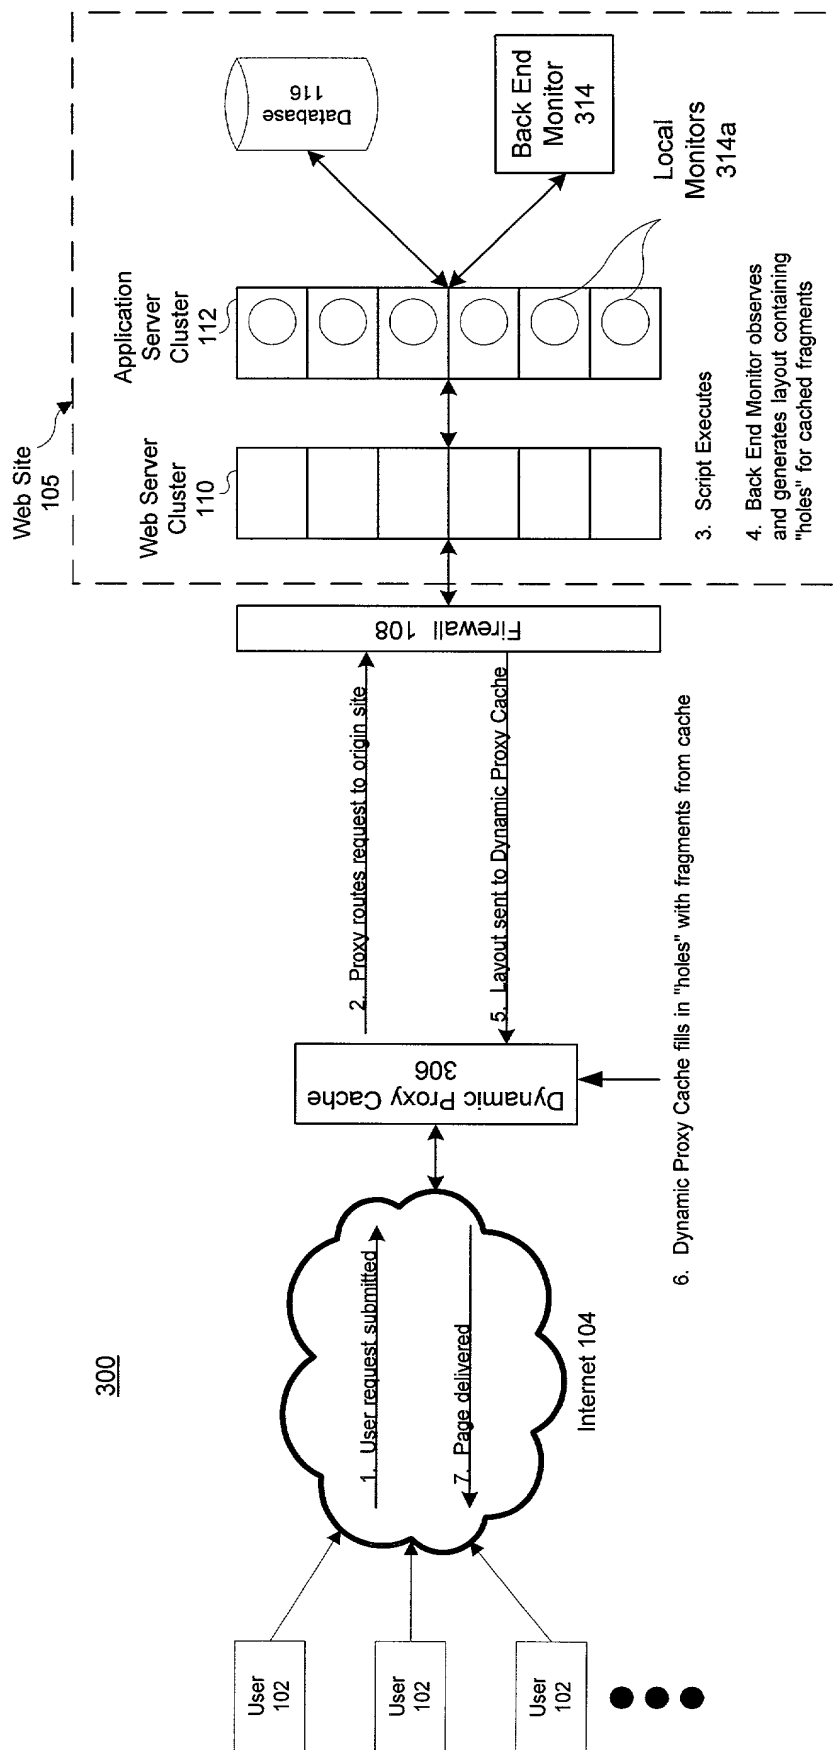 300
User
102
User
102
User
102
1. User request submitted
7. Page delivered
Internet 104
Dynamic Proxy Cache
306
2. Proxy routes request to origin site
5. Layout sent to Dynamic Proxy Cache
6. Dynamic Proxy Cache fills in "holes" with fragments from cache
Firewall 108
Web Site
105
Web Server
Cluster
110
Application
Server
Cluster
112
Database
116
Back End
Monitor
314
Local
Monitors
314a
3. Script Executes
4. Back End Monitor observes
and generates layout containing
"holes" for cached fragments